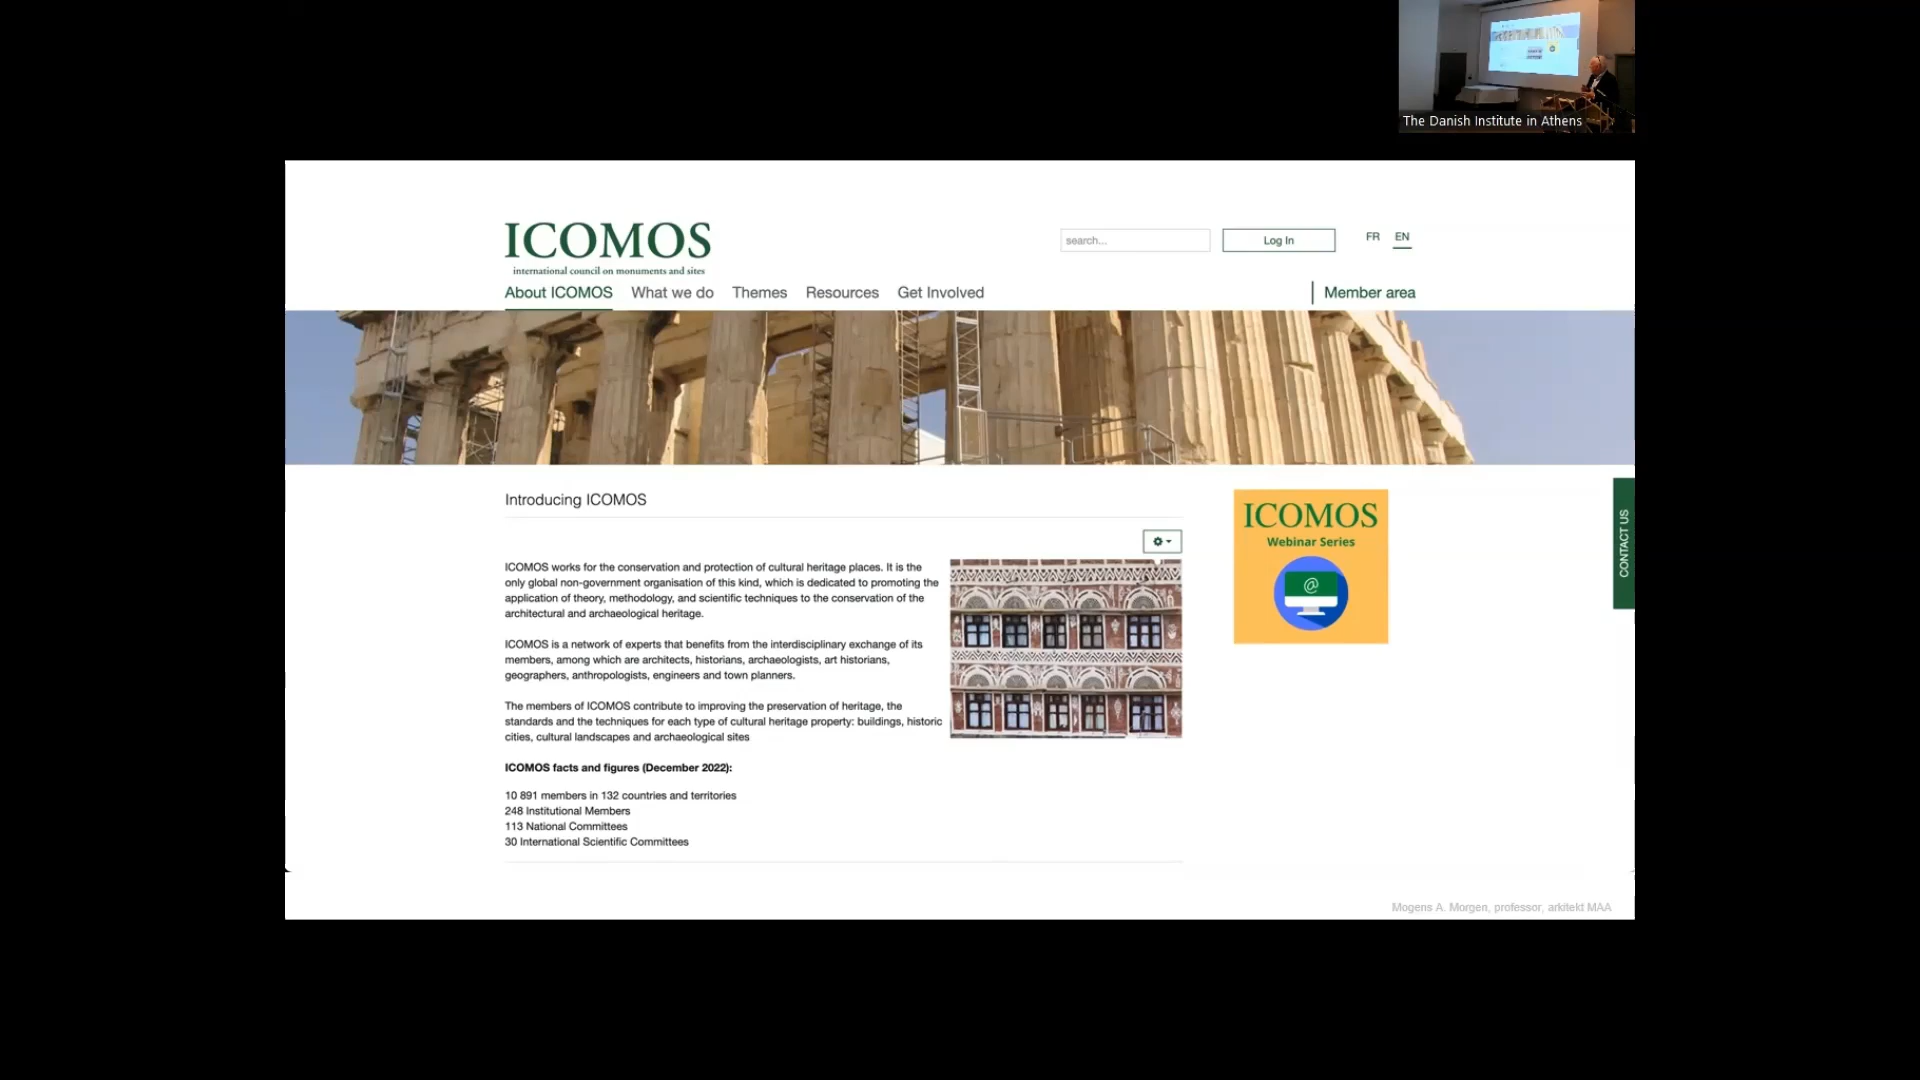 The Danish Institute in Athens
ICOMOS
international council on monuments and sites
search...
Log In
FR EN
About ICOMOS What we do Themes Resources Get Involved
Member area
Introducing ICOMOS
ICOMOS works for the conservation and protection of cultural heritage places. It is the
only global non-government organisation of this kind, which is dedicated to promoting the
application of theory, methodology, and scientific techniques to the conservation of the
architectural and archaeological heritage.
ICOMOS is a network of experts that benefits from the interdisciplinary exchange of its
members, among which are architects, historians, archaeologists, art historians,
geographers, anthropologists, engineers and town planners.
The members of ICOMOS contribute to improving the preservation of heritage, the
standards and the techniques for each type of cultural heritage property: buildings, historic
cities, cultural landscapes and archaeological sites
ICOMOS facts and figures (December 2022):
10 891 members in 132 countries and territories
248 Institutional Members
113 National Committees
30 International Scientific Committees
ICOMOS
Webinar Series
@
CONTACT US
Mogens A. Morgen, professor, arkitekt MAA